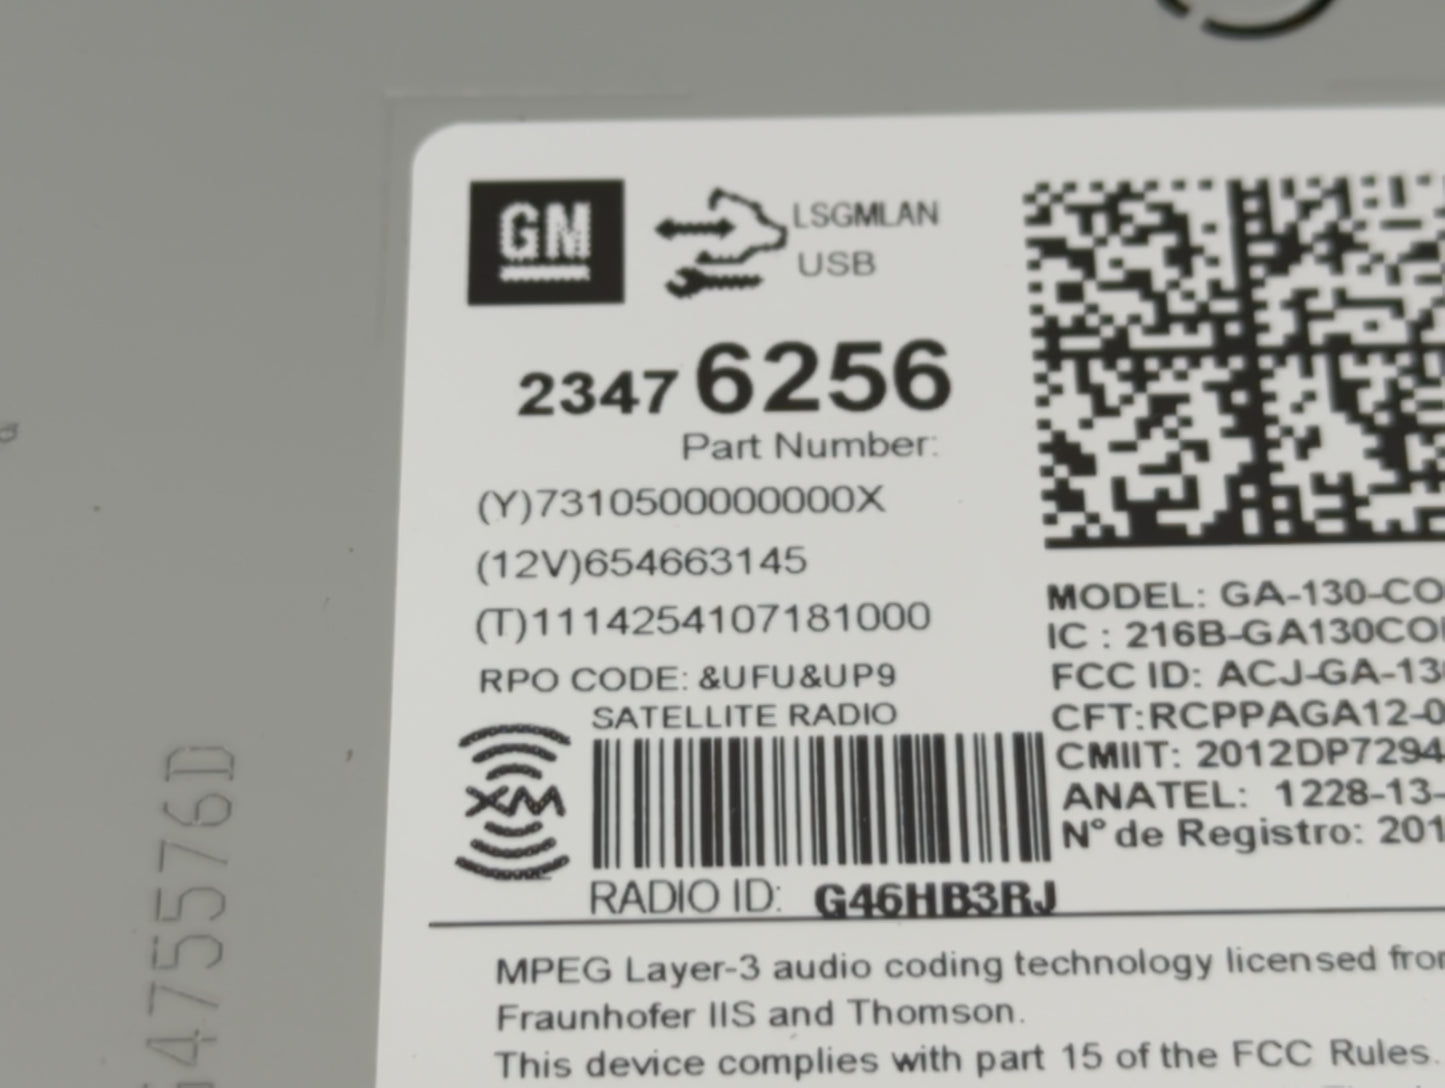 GM
LSGMLAN
USB
23476256
Part Number:
(Y)7310500000000X
(12V)654663145
(T)1114254107181000
RPO CODE: &UFU&UP9
SATELLITE RADIO
XM
RADIO ID: G46HB3RJ
MODEL: GA-130-CO
IC : 216B-GA130CO
FCC ID: ACJ-GA-13
CFT:RCPPAGA12-0
CMIIT: 2012DP7294
ANATEL: 1228-13-
N° de Registro: 201
MPEG Layer-3 audio coding technology licensed from
Fraunhofer IIS and Thomson.
This device complies with part 15 of the FCC Rules.
475576D